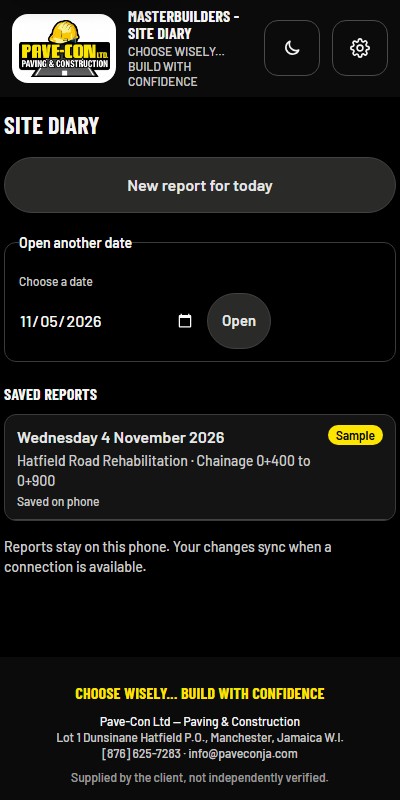 PAVE-CON LTD.
PAVING & CONSTRUCTION
MASTERBUILDERS -
SITE DIARY
CHOOSE WISELY...
BUILD WITH
CONFIDENCE
SITE DIARY
New report for today
Open another date
Choose a date
11/05/2026
Open
SAVED REPORTS
Wednesday 4 November 2026
Sample
Hatfield Road Rehabilitation · Chainage 0+400 to
0+900
Saved on phone
Reports stay on this phone. Your changes sync when a
connection is available.
CHOOSE WISELY... BUILD WITH CONFIDENCE
Pave-Con Ltd — Paving & Construction
Lot 1 Dunsinane Hatfield P.O., Manchester, Jamaica W.I.
[876] 625-7283 · info@paveconja.com
Supplied by the client, not independently verified.